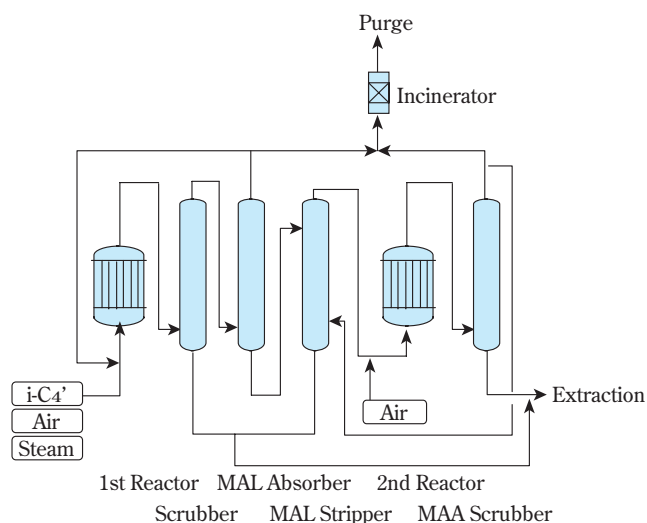 Purge
Incinerator
i-C4’
Air
Steam
Air
Extraction
1st Reactor MAL Absorber 2nd Reactor
Scrubber MAL Stripper MAA Scrubber